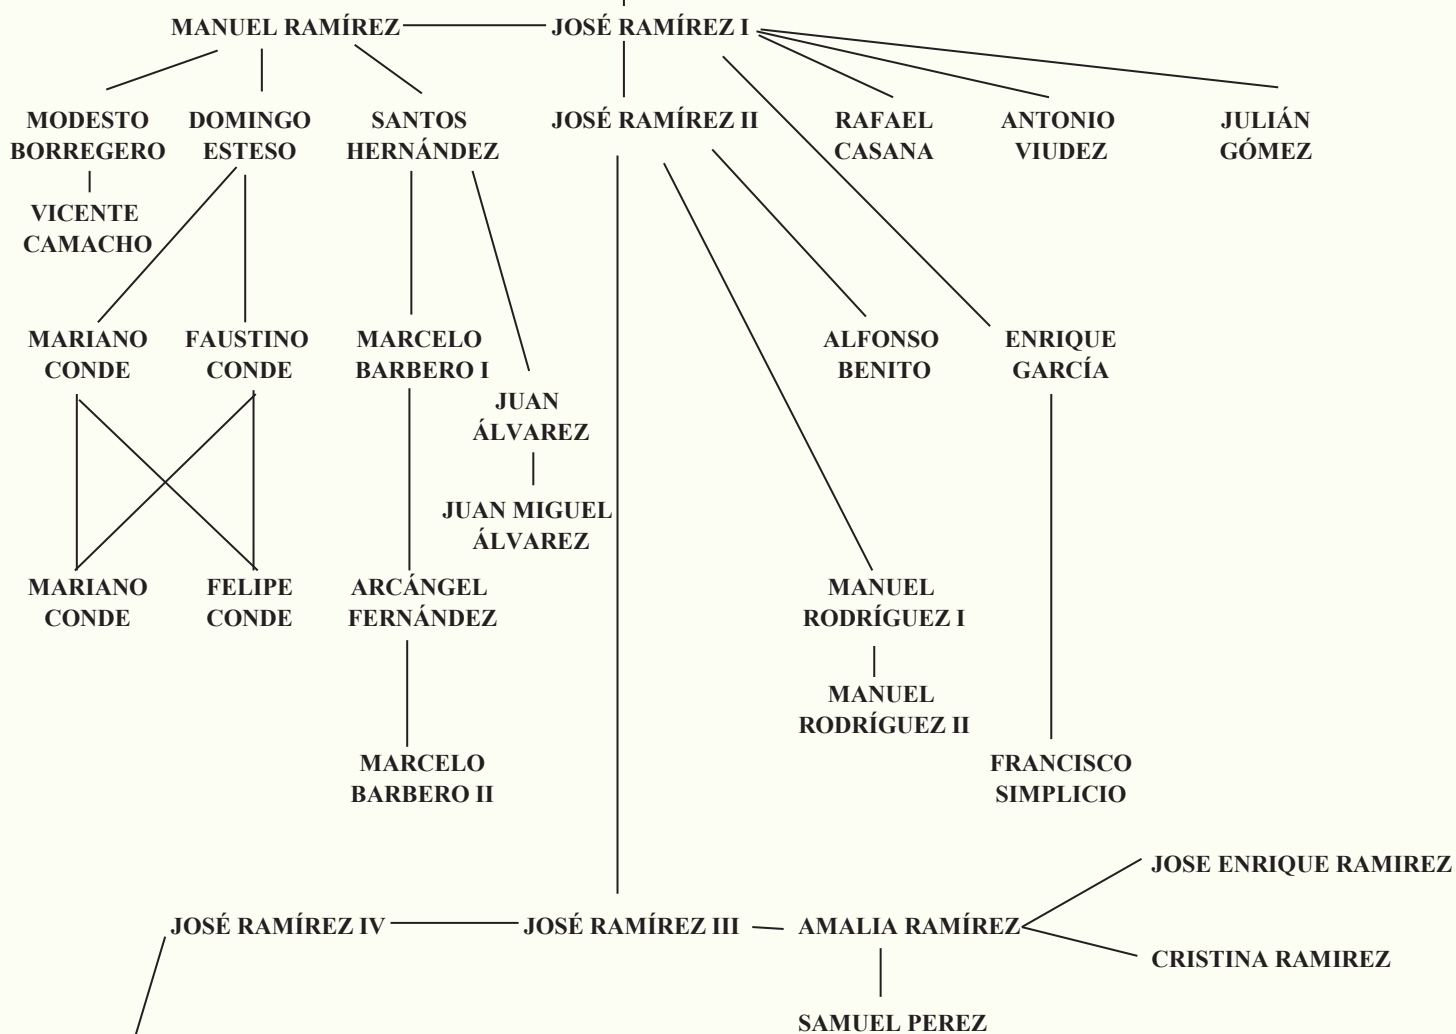 MANUEL RAMÍREZ
JOSÉ RAMÍREZ I
MODESTO
BORREGERO
DOMINGO
ESTESO
SANTOS
HERNÁNDEZ
JOSÉ RAMÍREZ II
RAFAEL
CASANA
ANTONIO
VIUDEZ
JULIÁN
GÓMEZ
VICENTE
CAMACHO
MARIANO
CONDE
FAUSTINO
CONDE
MARCELO
BARBERO I
ALFONSO
BENITO
ENRIQUE
GARCÍA
JUAN
ÁLVAREZ
JUAN MIGUEL
ÁLVAREZ
MARIANO
CONDE
FELIPE
CONDE
ARCÁNGEL
FERNÁNDEZ
MANUEL
RODRÍGUEZ I
MANUEL
RODRÍGUEZ II
MARCELO
BARBERO II
FRANCISCO
SIMPLICIO
JOSE ENRIQUE RAMIREZ
JOSÉ RAMÍREZ IV
JOSÉ RAMÍREZ III
AMALIA RAMÍREZ
CRISTINA RAMIREZ
SAMUEL PEREZ